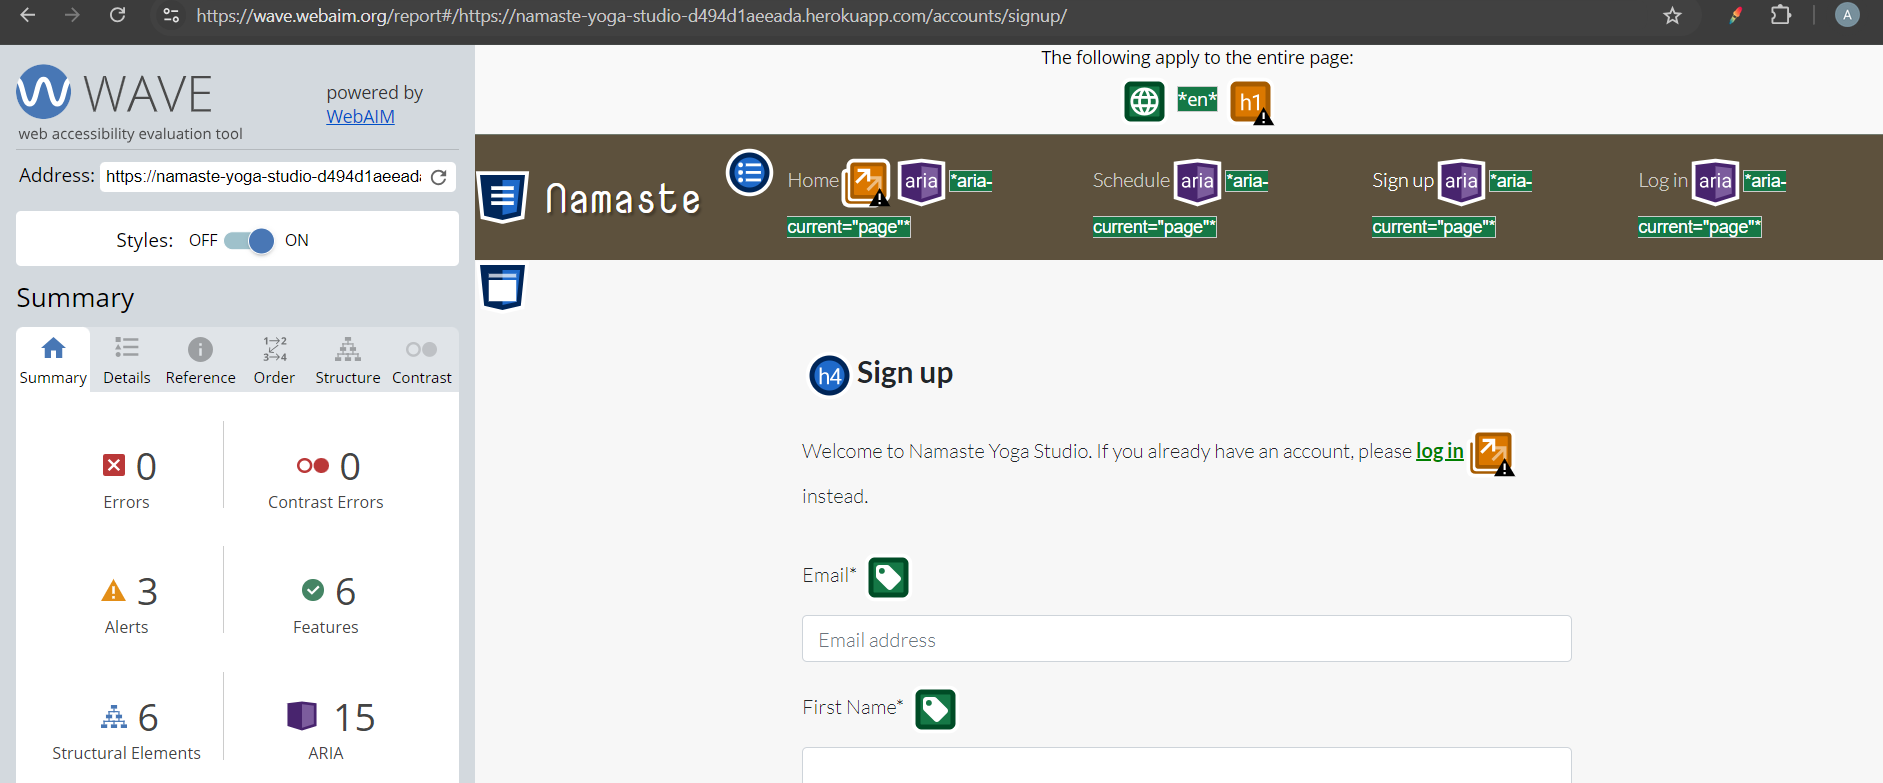 https://wave.webaim.org/report#/https://namaste-yoga-studio-d494d1aeeada.herokuapp.com/accounts/signup/
A
WAVE
powered by
WebAIM
web accessibility evaluation tool
Address: https://namaste-yoga-studio-d494d1aeeada
Styles: OFF ON
Summary
Summary Details Reference Order Structure Contrast
1→2
3→4
0 0
Errors Contrast Errors
3 6
Alerts Features
6 15
Structural Elements ARIA
The following apply to the entire page:
*en* h1
Namaste
Home aria *aria-current="page"*
Schedule aria *aria-current="page"*
Sign up aria *aria-current="page"*
Log in aria *aria-current="page"*
h4 Sign up
Welcome to Namaste Yoga Studio. If you already have an account, please log in
instead.
Email*
Email address
First Name*